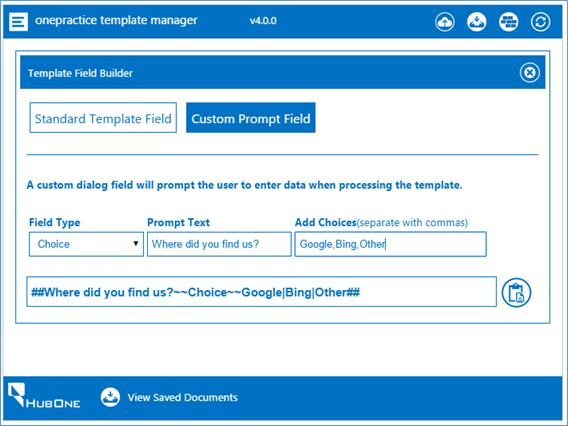 onepractice template manager v4.0.0
Template Field Builder
Standard Template Field Custom Prompt Field
A custom dialog field will prompt the user to enter data when processing the template.
Field Type Prompt Text Add Choices(separate with commas)
Choice Where did you find us? Google,Bing,Other
##Where did you find us?~~Choice~~Google|Bing|Other##
HubOne View Saved Documents